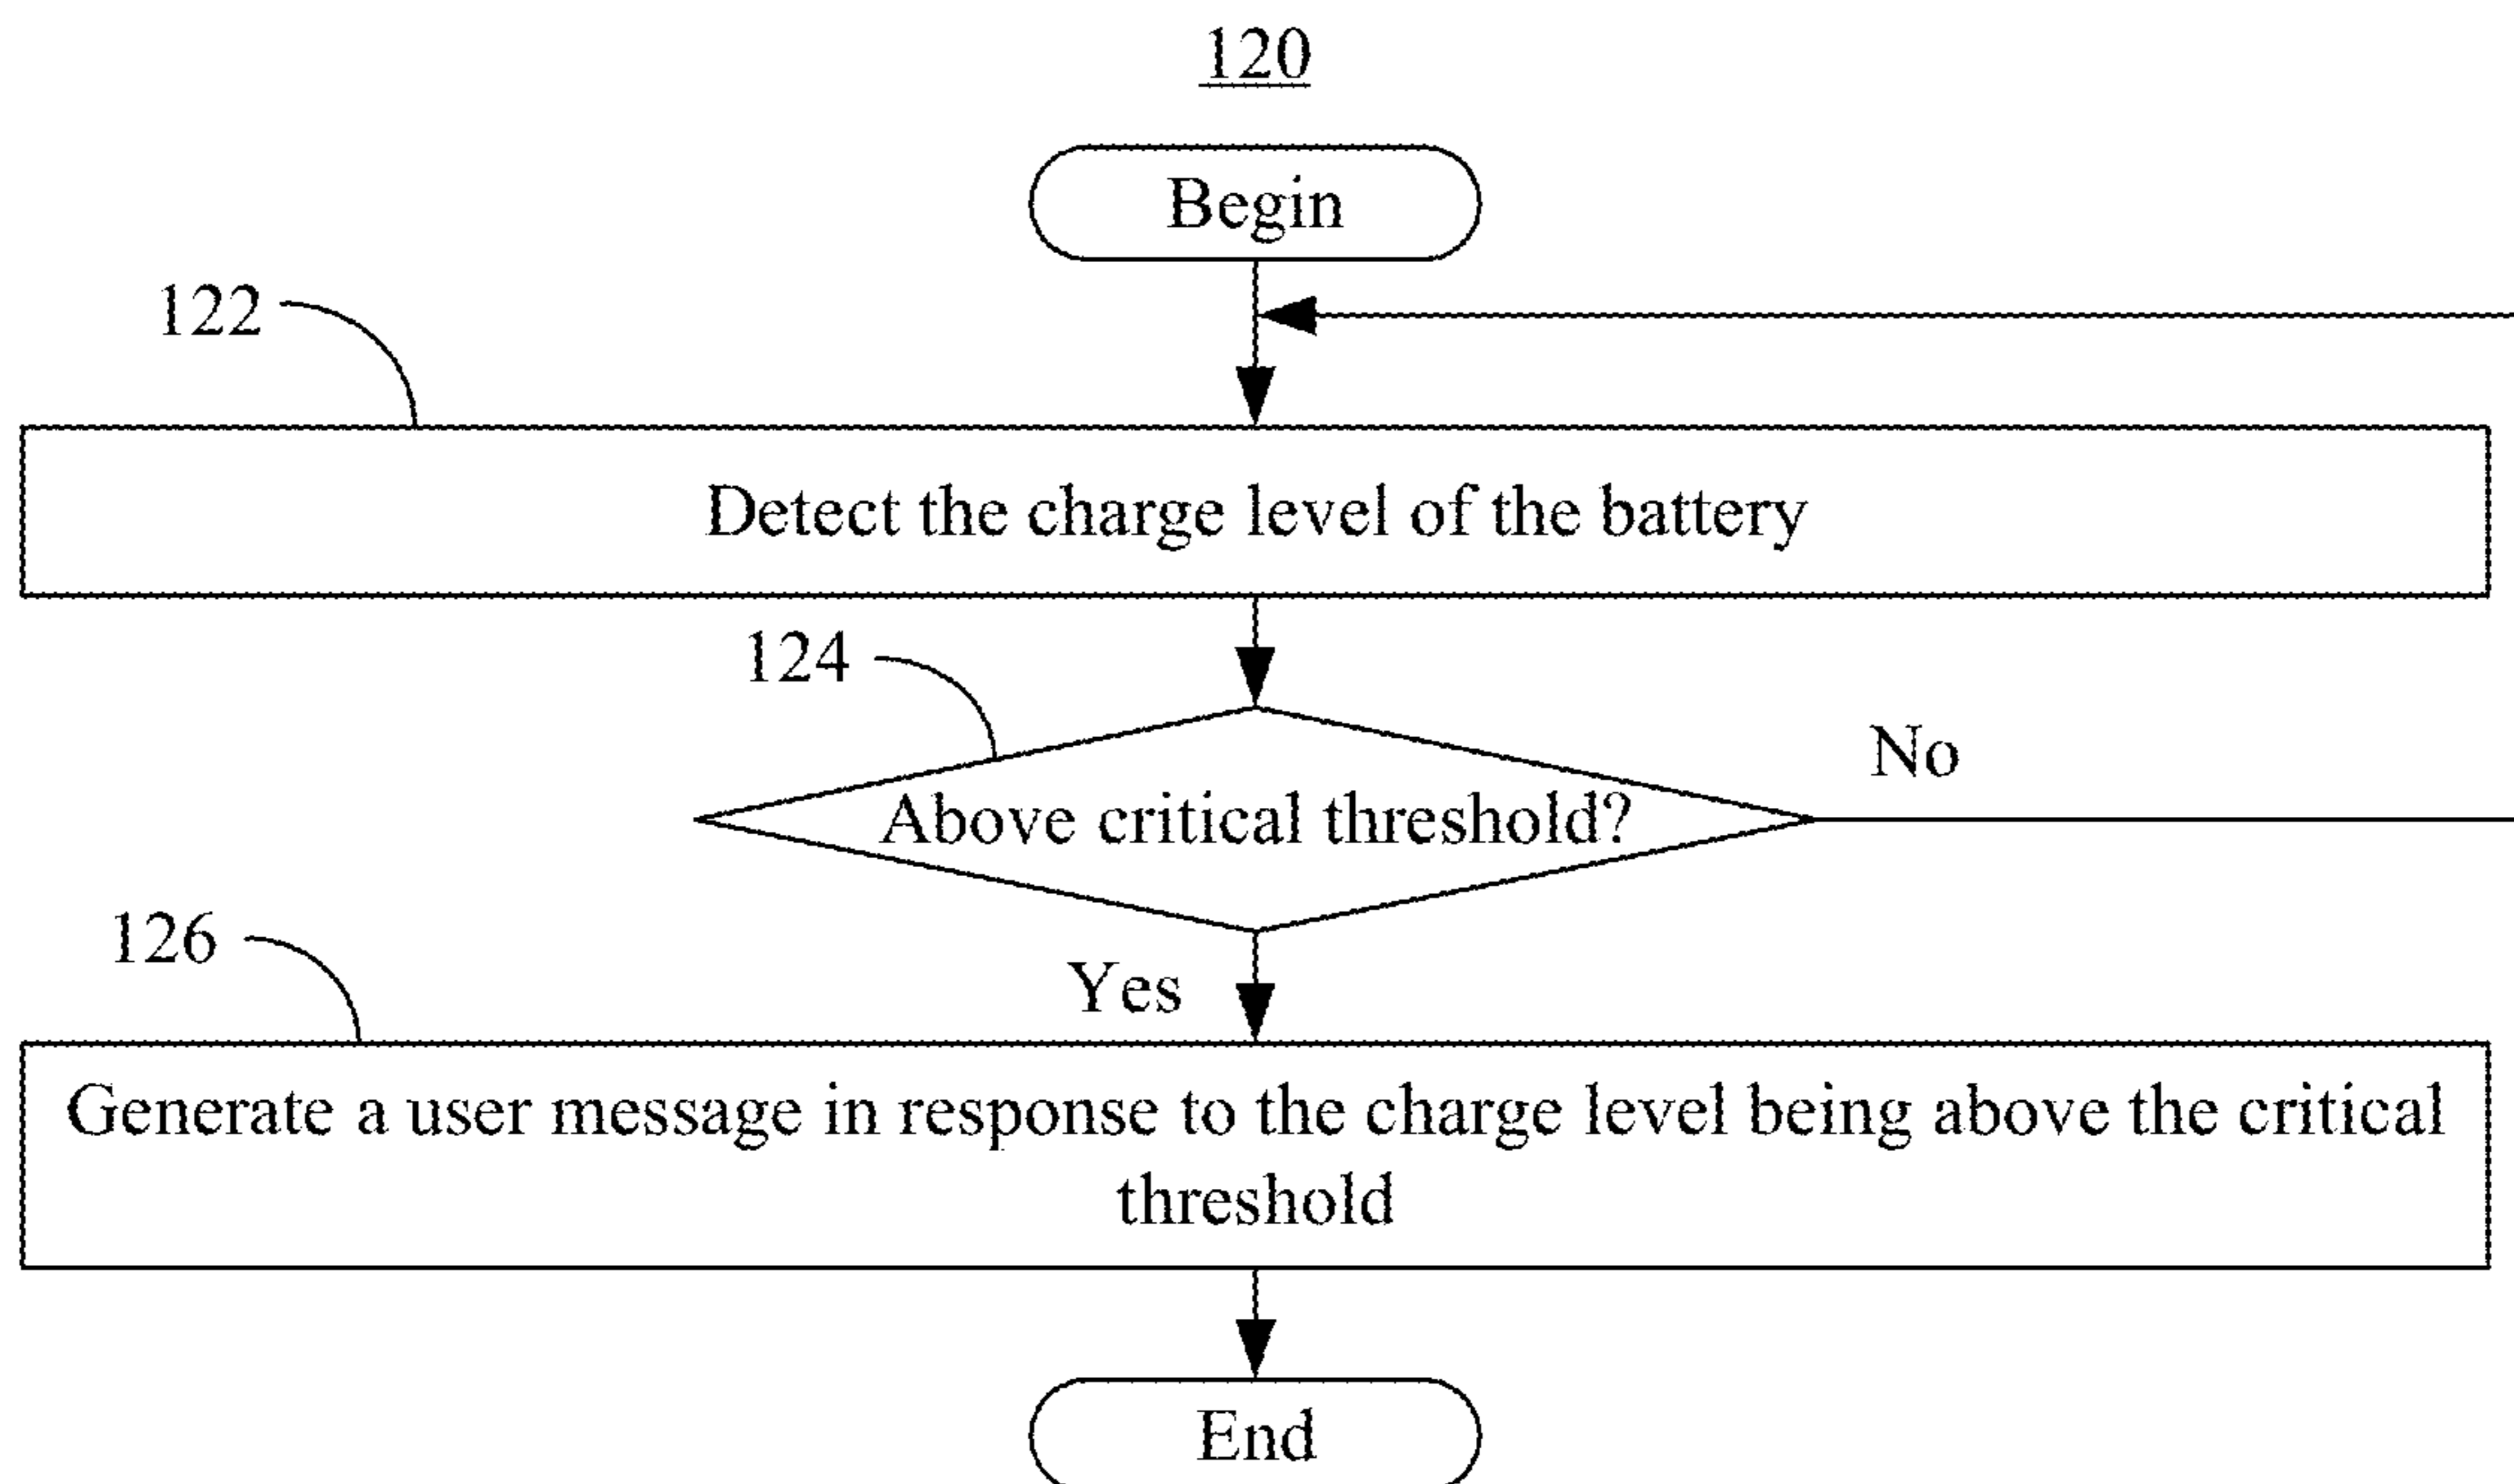 120
Begin
122
Detect the charge level of the battery
124
No
Above critical threshold?
126
Yes
Generate a user message in response to the charge level being above the critical
threshold
End